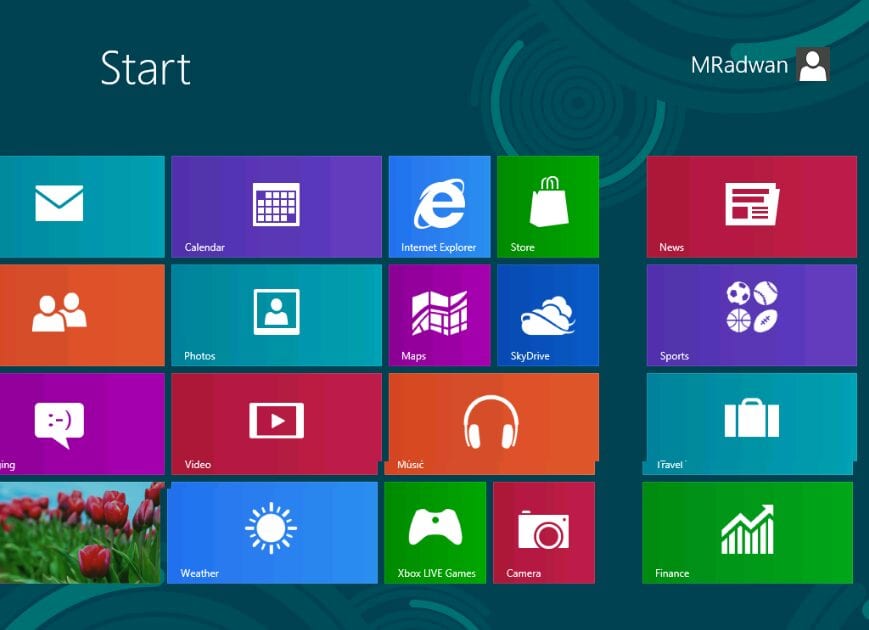 Start
MRadwan
Calendar
Internet Explorer
Store
News
Photos
Maps
SkyDrive
Sports
:-)
ging
Video
Music
Travel
Weather
Xbox LIVE Games
Camera
Finance